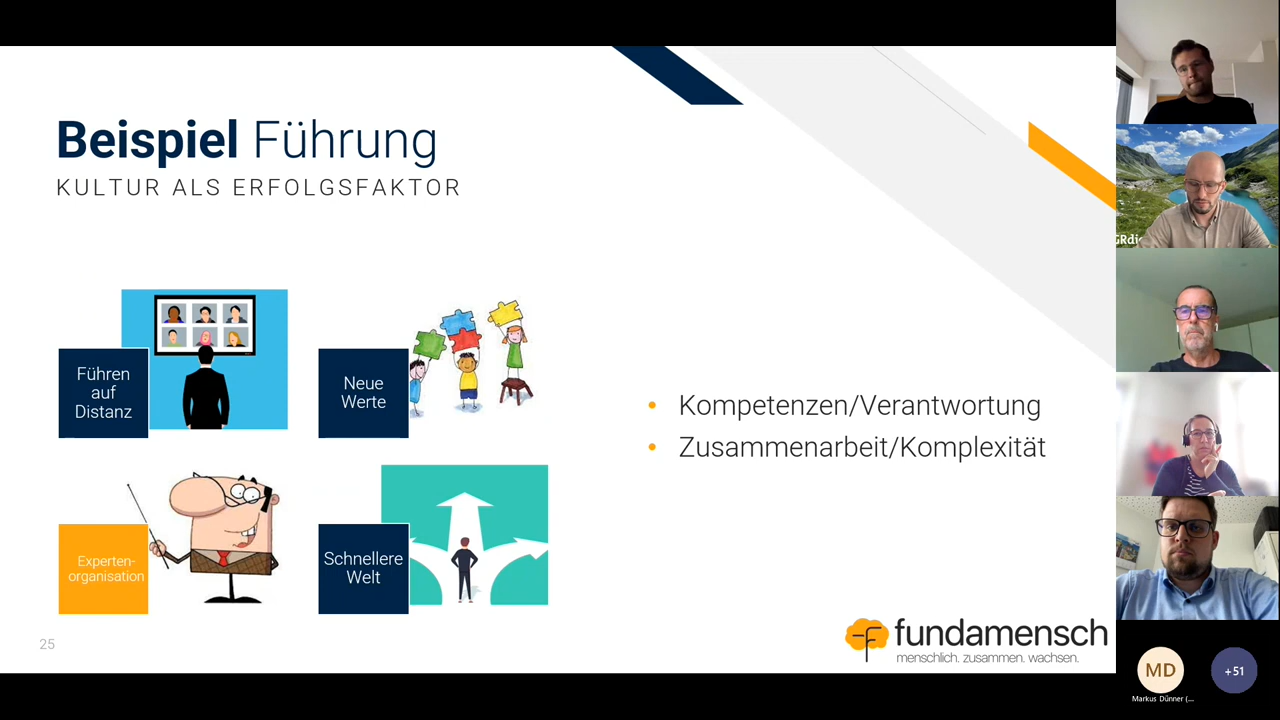 Beispiel Führung
KULTUR ALS ERFOLGSFAKTOR
Führen
auf
Distanz
Neue
Werte
Experten-
organisation
Schnellere
Welt
• Kompetenzen/Verantwortung
• Zusammenarbeit/Komplexität
25
fundamensch
menschlich. zusammen. wachsen.
MD
+51
Markus Dünner (...